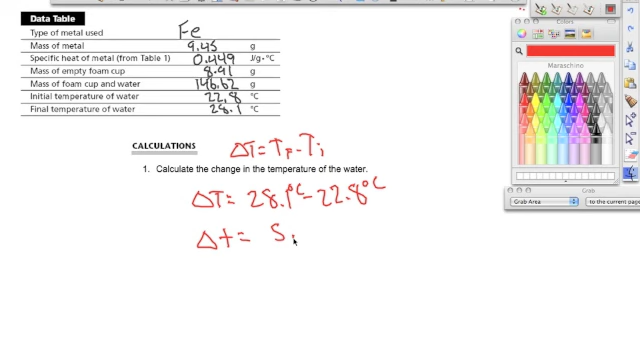 Colors
Data Table
Type of metal used Fe
Mass of metal 9.45 g
Specific heat of metal (from Table 1) 0.449 J/g·°C
Mass of empty foam cup 8.91 g
Mass of foam cup and water 146.62 g
Initial temperature of water 22.8 °C
Final temperature of water 28.1 °C
Maraschino
CALCULATIONS ΔT = TF - Ti
1. Calculate the change in the temperature of the water.
ΔT = 28.1°C - 22.8°C
Δt = 5.
Grab
Grab Area
to the current page